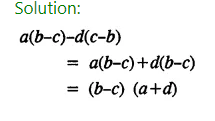 Solution:
a(b–c)–d(c–b)
= a(b–c)+d(b–c)
= (b–c) (a+d)